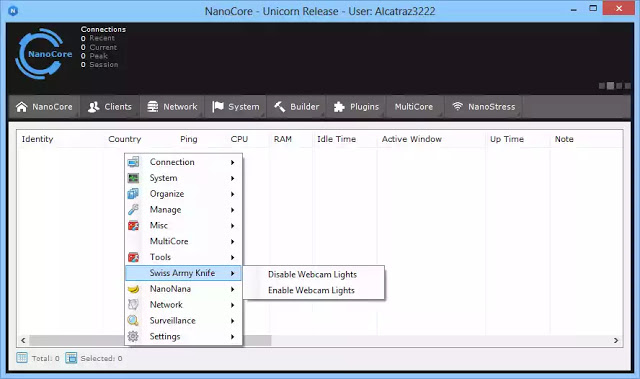 NanoCore - Unicorn Release - User: Alcatraz3222
NanoCore
Connections
0 Recent
0 Current
0 Peak
0 Session
NanoCore Clients Network System Builder Plugins MultiCore NanoStress
Identity Country Ping CPU RAM Idle Time Active Window Up Time Note
Connection
System
Organize
Manage
Misc
MultiCore
Tools
Swiss Army Knife
Disable Webcam Lights
Enable Webcam Lights
NanoNana
Network
Surveillance
Settings
Total: 0 Selected: 0